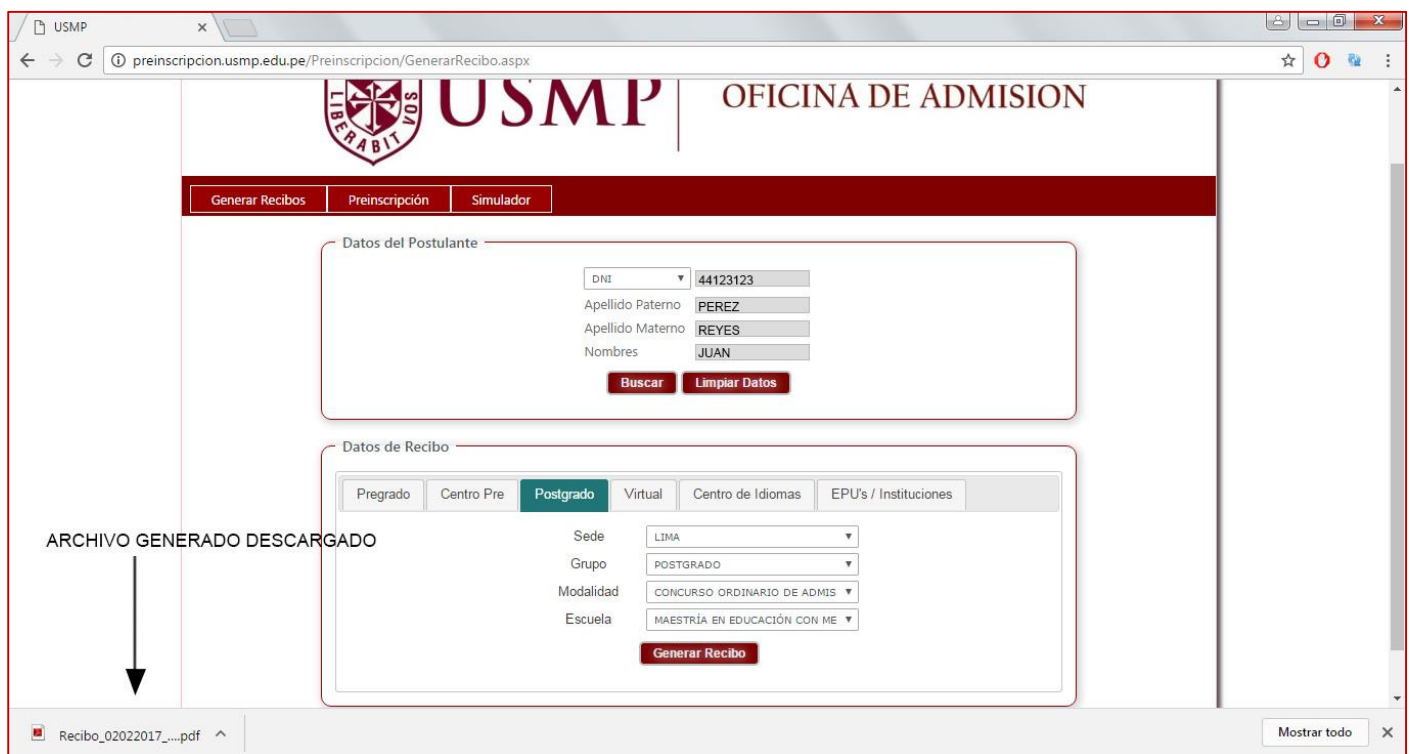 USMP
preinscripcion.usmp.edu.pe/Preinscripcion/GenerarRecibo.aspx
LIBERABIT VOS
USMP
OFICINA DE ADMISION
Generar Recibos Preinscripción Simulador
Datos del Postulante
DNI 44123123
Apellido Paterno PEREZ
Apellido Materno REYES
Nombres JUAN
Buscar Limpiar Datos
Datos de Recibo
Pregrado Centro Pre Postgrado Virtual Centro de Idiomas EPU's / Instituciones
Sede LIMA
ARCHIVO GENERADO DESCARGADO
Grupo POSTGRADO
Modalidad CONCURSO ORDINARIO DE ADMIS
Escuela MAESTRÍA EN EDUCACIÓN CON ME
Generar Recibo
Recibo_02022017_....pdf
Mostrar todo